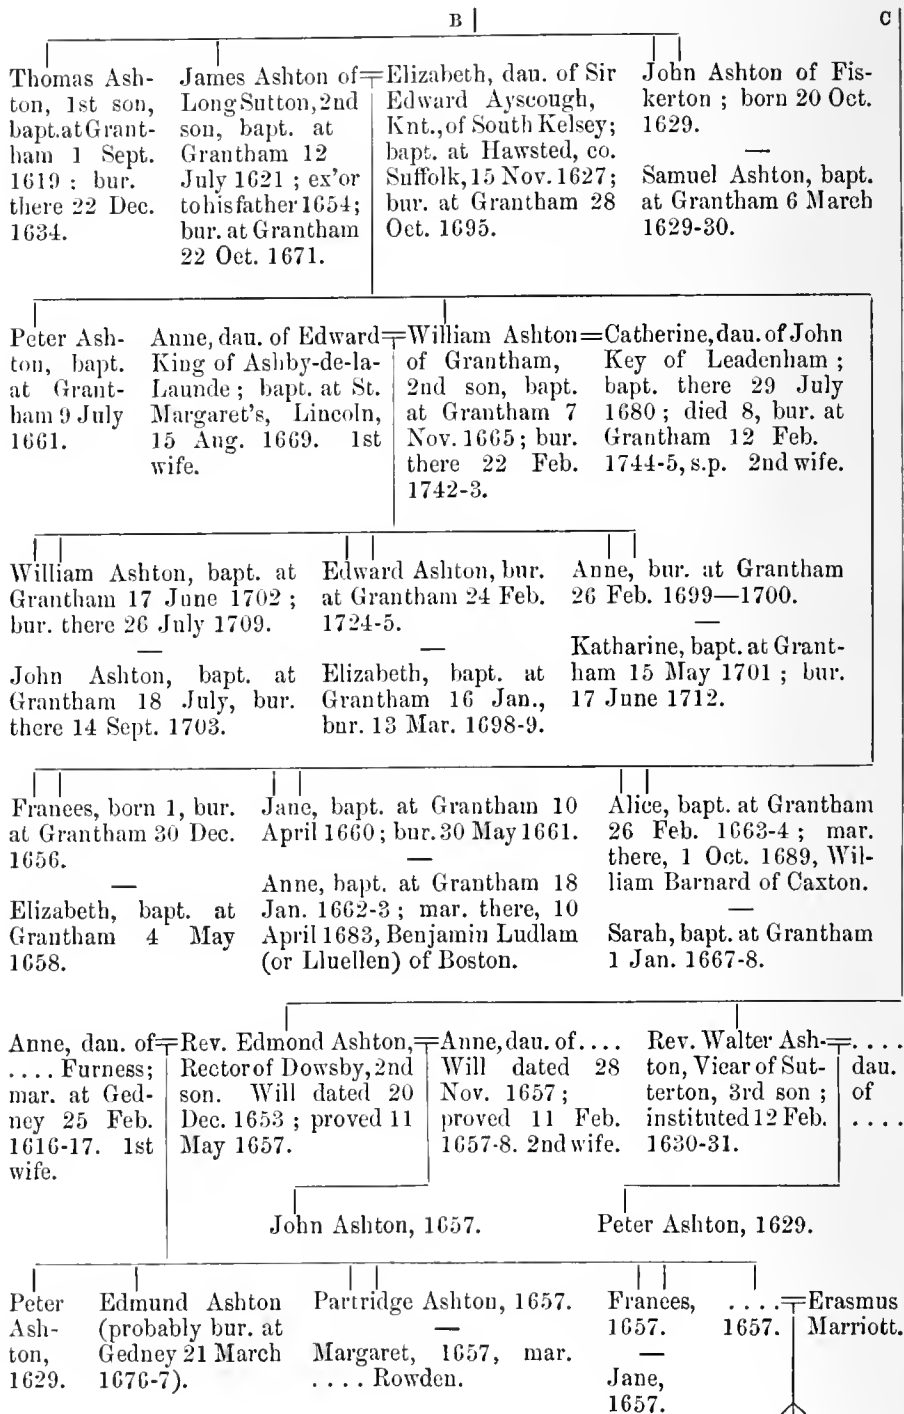 B C
Thomas Ash-
ton, 1st son,
bapt. at Grant-
ham 1 Sept.
1619 : bur.
there 22 Dec.
1634.
James Ashton of
Long Sutton, 2nd
son, bapt. at
Grantham 12
July 1621 ; ex'or
to his father 1654;
bur. at Grantham
22 Oct. 1671.
Elizabeth, dau. of Sir
Edward Ayscough,
Knt., of South Kelsey;
bapt. at Hawsted, co.
Suffolk, 15 Nov. 1627;
bur. at Grantham 28
Oct. 1695.
John Ashton of Fis-
kerton ; born 20 Oct.
1629.
—
Samuel Ashton, bapt.
at Grantham 6 March
1629-30.
Peter Ash-
ton, bapt.
at Grant-
ham 9 July
1661.
Anne, dau. of Edward
King of Ashby-de-la-
Launde ; bapt. at St.
Margaret's, Lincoln,
15 Aug. 1669. 1st
wife.
William Ashton
of Grantham,
2nd son, bapt.
at Grantham 7
Nov. 1665 ; bur.
there 22 Feb.
1742-3.
=Catherine, dau. of John
Key of Leadenham ;
bapt. there 29 July
1680 ; died 8, bur. at
Grantham 12 Feb.
1744-5, s.p. 2nd wife.
William Ashton, bapt. at
Grantham 17 June 1702 ;
bur. there 26 July 1709.
—
John Ashton, bapt. at
Grantham 18 July, bur.
there 14 Sept. 1703.
Edward Ashton, bur.
at Grantham 24 Feb.
1724-5.
—
Elizabeth, bapt. at
Grantham 16 Jan.,
bur. 13 Mar. 1698-9.
Anne, bur. at Grantham
26 Feb. 1699—1700.
—
Katharine, bapt. at Grant-
ham 15 May 1701 ; bur.
17 June 1712.
Frances, born 1, bur.
at Grantham 30 Dec.
1656.
—
Elizabeth, bapt. at
Grantham 4 May
1658.
Jane, bapt. at Grantham 10
April 1660 ; bur. 30 May 1661.
—
Anne, bapt. at Grantham 18
Jan. 1662-3 ; mar. there, 10
April 1683, Benjamin Ludlam
(or Lluellen) of Boston.
Alice, bapt. at Grantham
26 Feb. 1663-4 ; mar.
there, 1 Oct. 1689, Wil-
liam Barnard of Caxton.
—
Sarah, bapt. at Grantham
1 Jan. 1667-8.
Anne, dau. of
.... Furness;
mar. at Ged-
ney 25 Feb.
1616-17. 1st
wife.
Rev. Edmond Ashton,
Rector of Dowsby, 2nd
son. Will dated 20
Dec. 1653 ; proved 11
May 1657.
Anne, dau. of ....
Will dated 28
Nov. 1657 ;
proved 11 Feb.
1657-8. 2nd wife.
Rev. Walter Ash-
ton, Vicar of Sut-
terton, 3rd son ;
instituted 12 Feb.
1630-31.
....
dau.
of
....
John Ashton, 1657.
Peter Ashton, 1629.
Peter
Ash-
ton,
1629.
Edmund Ashton
(probably bur. at
Gedney 21 March
1676-7).
Partridge Ashton, 1657.
—
Margaret, 1657, mar.
.... Rowden.
Frances,
1657.
—
Jane,
1657.
....
1657.
Erasmus
Marriott.